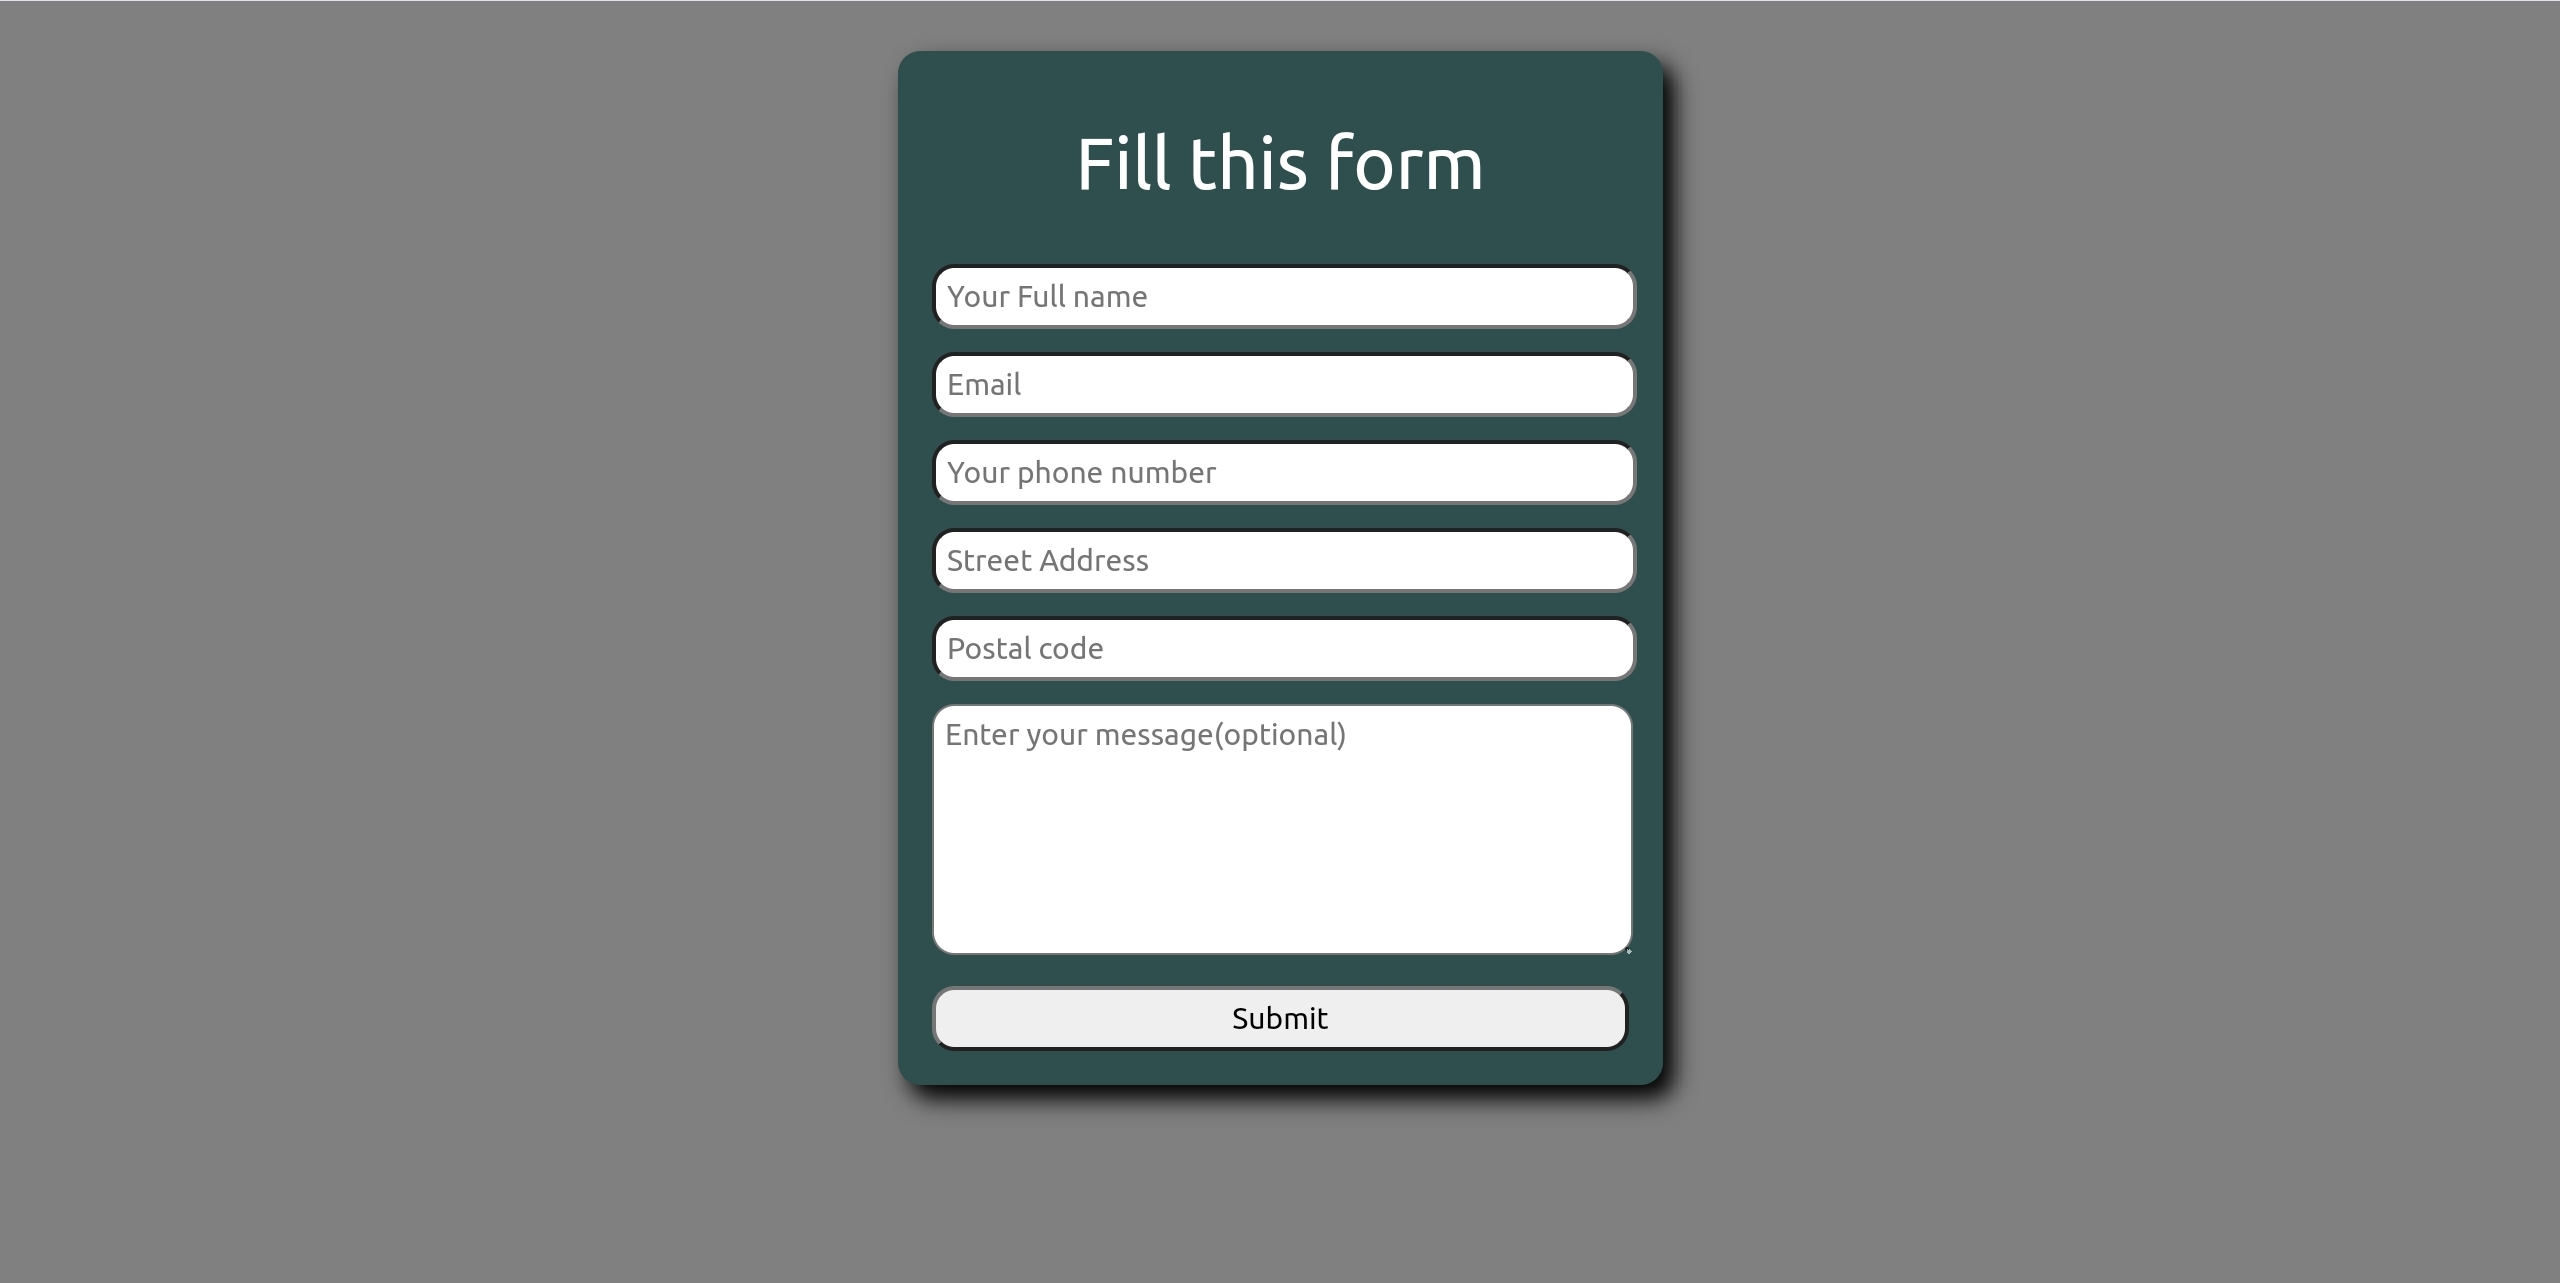 Fill this form
Your Full name
Email
Your phone number
Street Address
Postal code
Enter your message(optional)
Submit